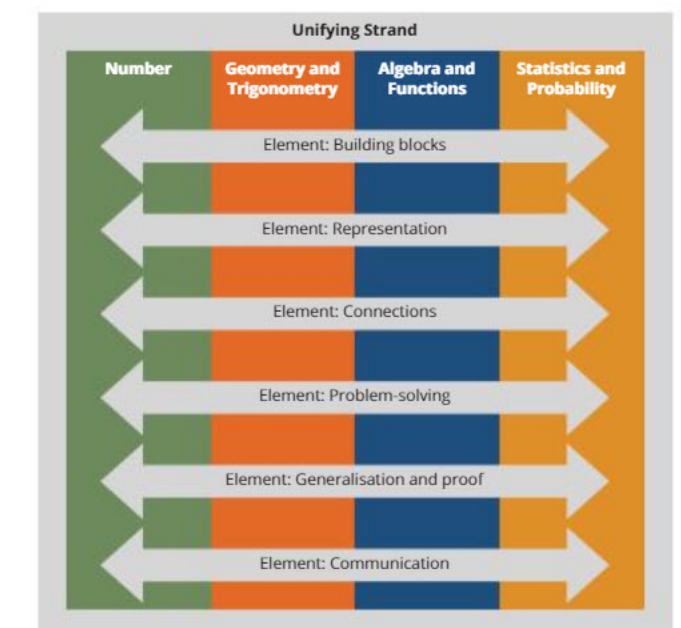 Unifying Strand
Number
Geometry and
Trigonometry
Algebra and
Functions
Statistics and
Probability
Element: Building blocks
Element: Representation
Element: Connections
Element: Problem-solving
Element: Generalisation and proof
Element: Communication